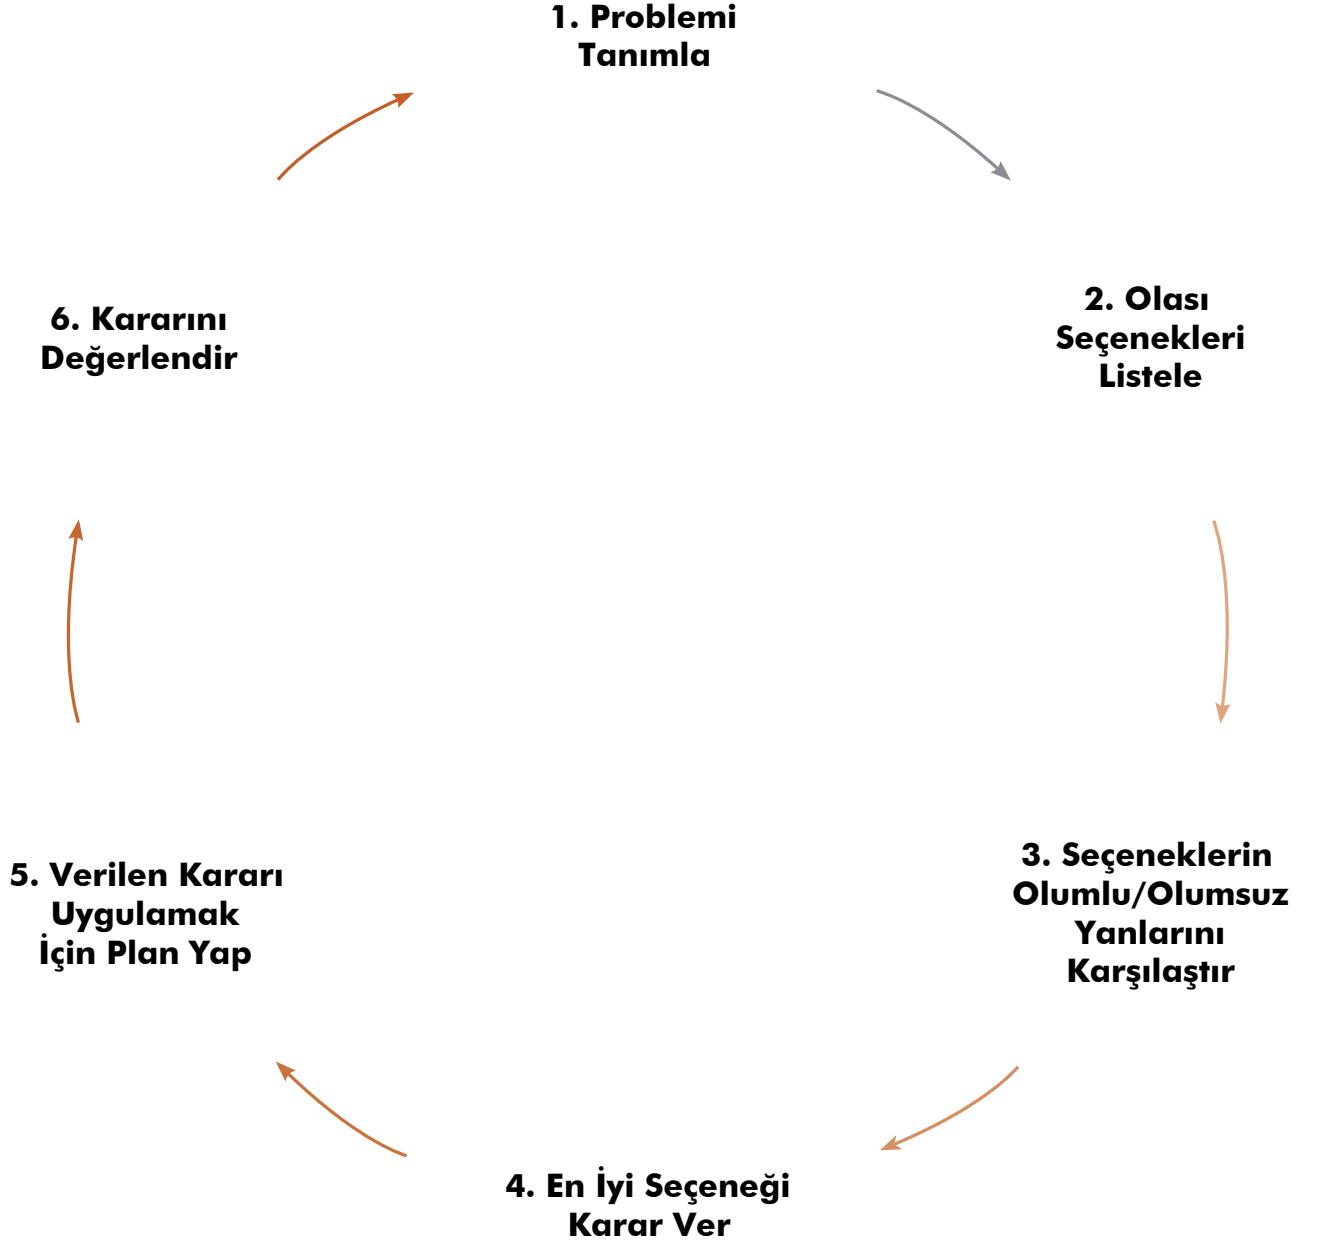 1. Problemi
Tanımla
2. Olası
Seçenekleri
Listele
3. Seçeneklerin
Olumlu/Olumsuz
Yanlarını
Karşılaştır
4. En İyi Seçeneği
Karar Ver
5. Verilen Kararı
Uygulamak
İçin Plan Yap
6. Kararını
Değerlendir